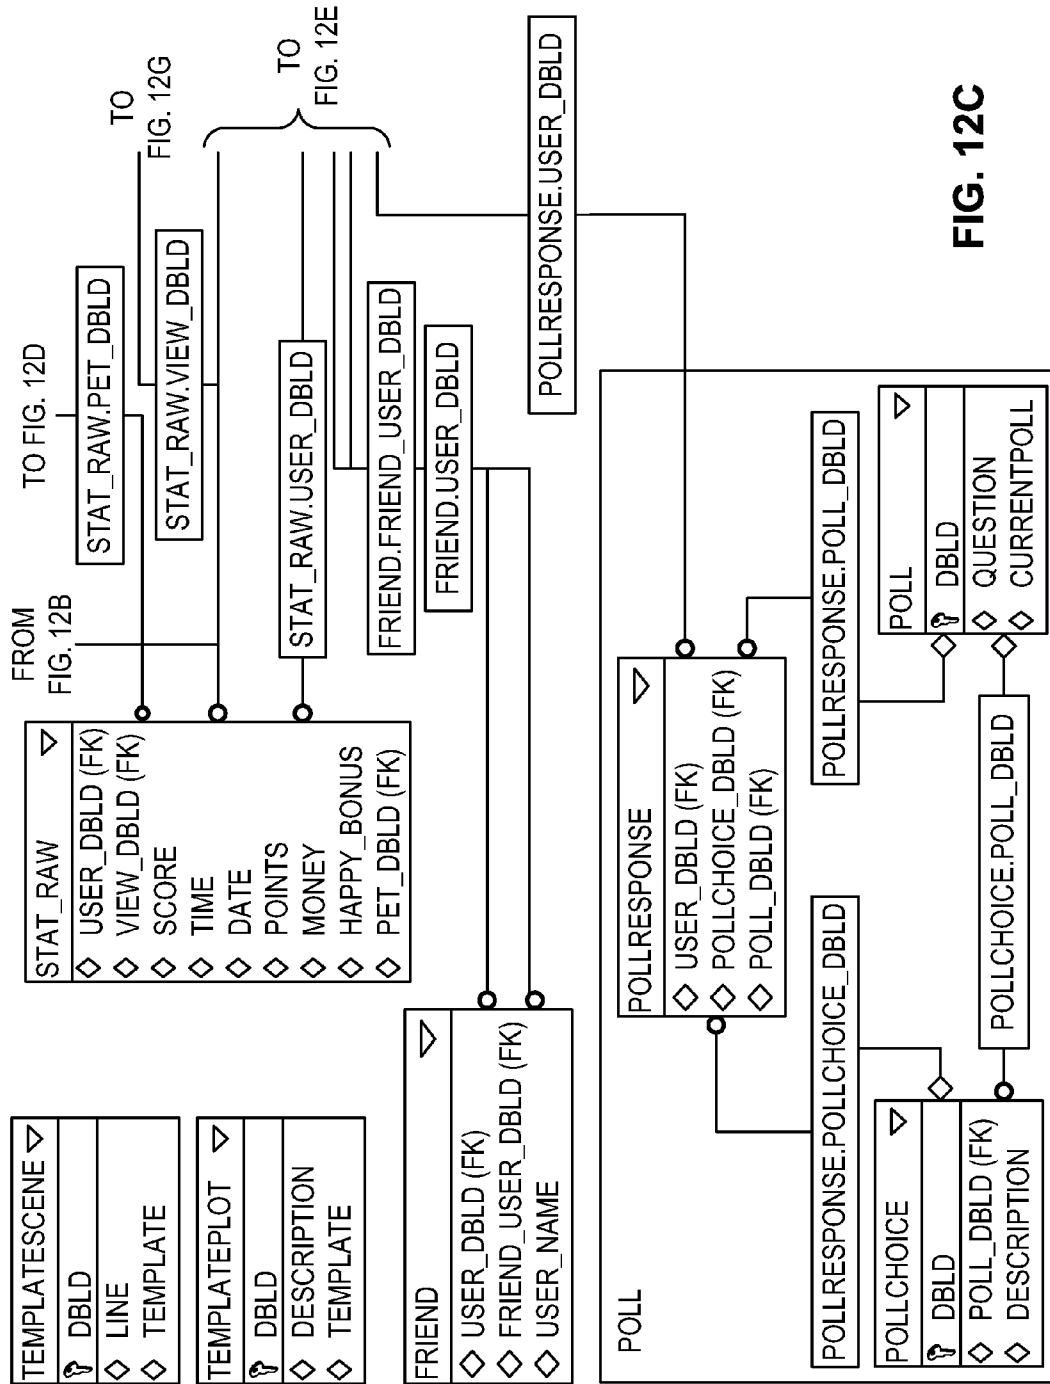 TEMPLATESCENE
DBLD
LINE
TEMPLATE
TEMPLATEPLOT
DBLD
DESCRIPTION
TEMPLATE
FRIEND
USER_DBLD (FK)
FRIEND_USER_DBLD (FK)
USER_NAME
STAT_RAW
USER_DBLD (FK)
VIEW_DBLD (FK)
SCORE
TIME
DATE
POINTS
MONEY
HAPPY_BONUS
PET_DBLD (FK)
FROM
FIG. 12B
TO FIG. 12D
STAT_RAW.PET_DBLD
STAT_RAW.VIEW_DBLD
TO
FIG. 12G
STAT_RAW.USER_DBLD
TO
FIG. 12E
FRIEND.FRIEND_USER_DBLD
FRIEND.USER_DBLD
POLLRESPONSE.USER_DBLD
POLL
POLLRESPONSE
USER_DBLD (FK)
POLLCHOICE_DBLD (FK)
POLL_DBLD (FK)
POLLRESPONSE.POLLCHOICE_DBLD
POLLRESPONSE.POLL_DBLD
POLLCHOICE
DBLD
POLL_DBLD (FK)
DESCRIPTION
POLLCHOICE.POLL_DBLD
POLL
DBLD
QUESTION
CURRENTPOLL
FIG. 12C